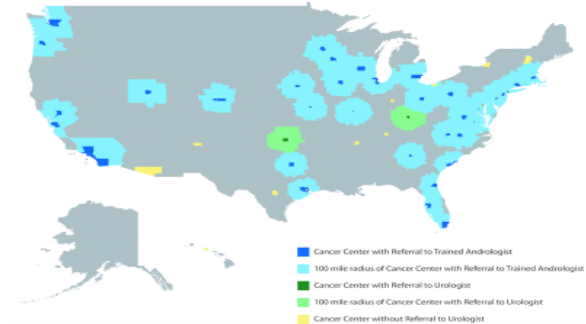 Cancer Center with Referral to Trained Andrologist
100 mile radius of Cancer Center with Referral to Trained Andrologist
Cancer Center with Referral to Urologist
100 mile radius of Cancer Center with Referral to Urologist
Cancer Center without Referral to Urologist